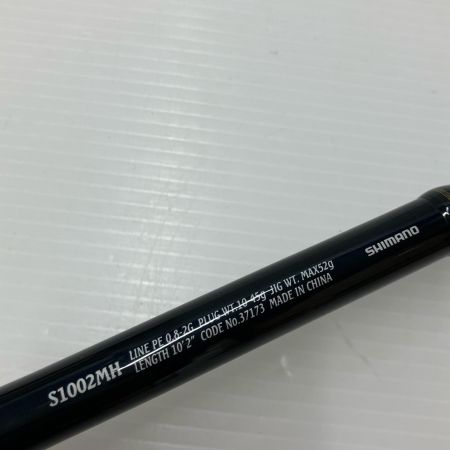 S1002MH
LINE PE 0.8-2G PLUG WT.10-45g JIG WT. MAX52g
LENGTH 10'2" CODE No.37173 MADE IN CHINA
SHIMANO